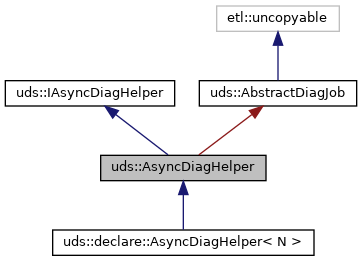 etl::uncopyable
uds::IAsyncDiagHelper
uds::AbstractDiagJob
uds::AsyncDiagHelper
uds::declare::AsyncDiagHelper< N >